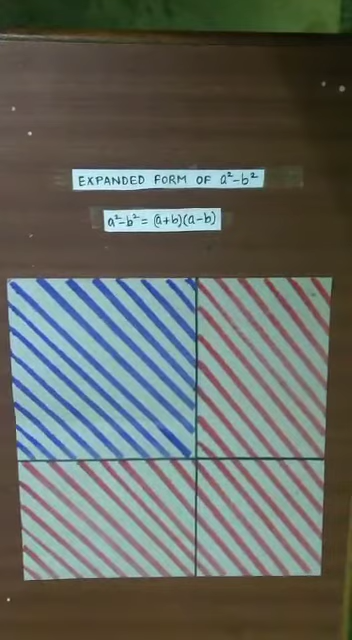 EXPANDED FORM OF a²-b²
a²-b² = (a+b)(a-b)